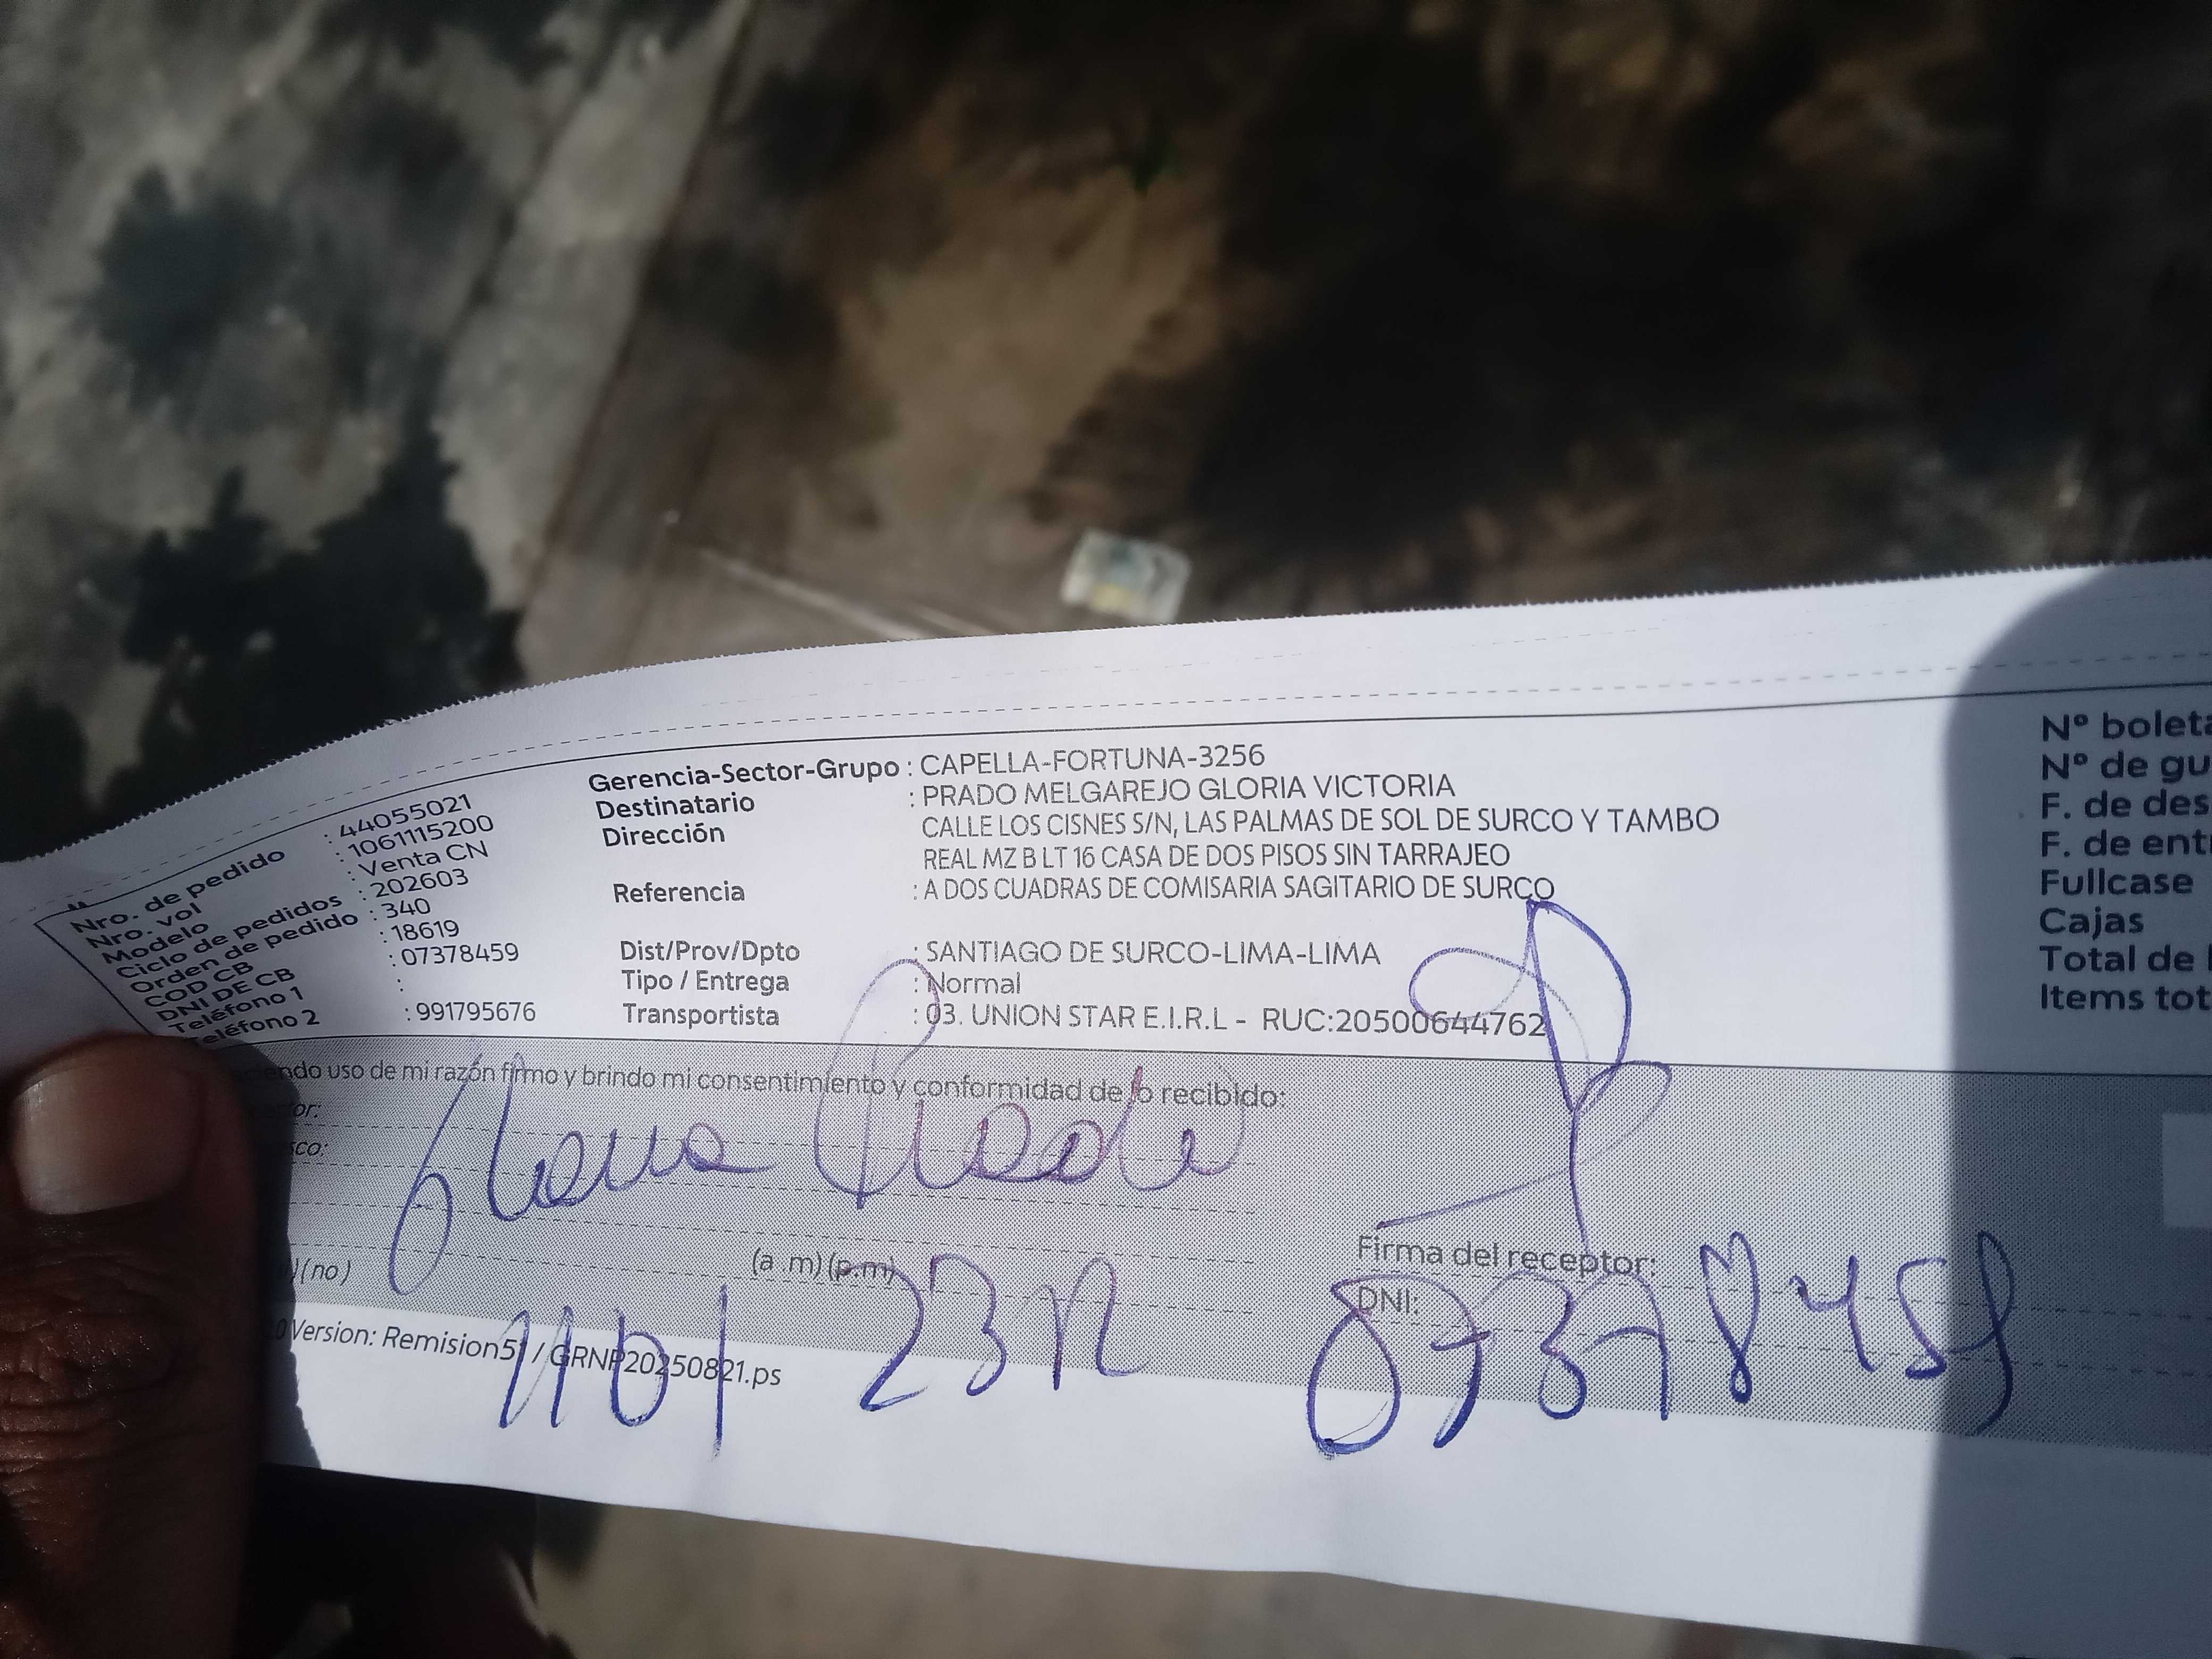 Nro. de pedido : 44055021
Nro. vol : 1061115200
Modelo : Venta CN
Ciclo de pedidos : 202603
Orden de pedido : 340
COD CB : 18619
DNI DE CB : 07378459
Teléfono 1 :
Teléfono 2 : 991795676
Gerencia-Sector-Grupo : CAPELLA-FORTUNA-3256
Destinatario : PRADO MELGAREJO GLORIA VICTORIA
Dirección CALLE LOS CISNES S/N, LAS PALMAS DE SOL DE SURCO Y TAMBO
REAL MZ B LT 16 CASA DE DOS PISOS SIN TARRAJEO
Referencia : A DOS CUADRAS DE COMISARIA SAGITARIO DE SURCO
Dist/Prov/Dpto : SANTIAGO DE SURCO-LIMA-LIMA
Tipo / Entrega : Normal
Transportista : 03. UNION STAR E.I.R.L - RUC:20500644762
Nº boleta
Nº de gu
F. de des
F. de ent
Fullcase
Cajas
Total de
Items tot
endo uso de mi razón firmo y brindo mi consentimiento y conformidad de lo recibido:
or:
sco:
Gloria Prado
)(no) (a m) (p.m)
Firma del receptor:
DNI: 07378459
Version: Remision51 / GRNP20250821.ps